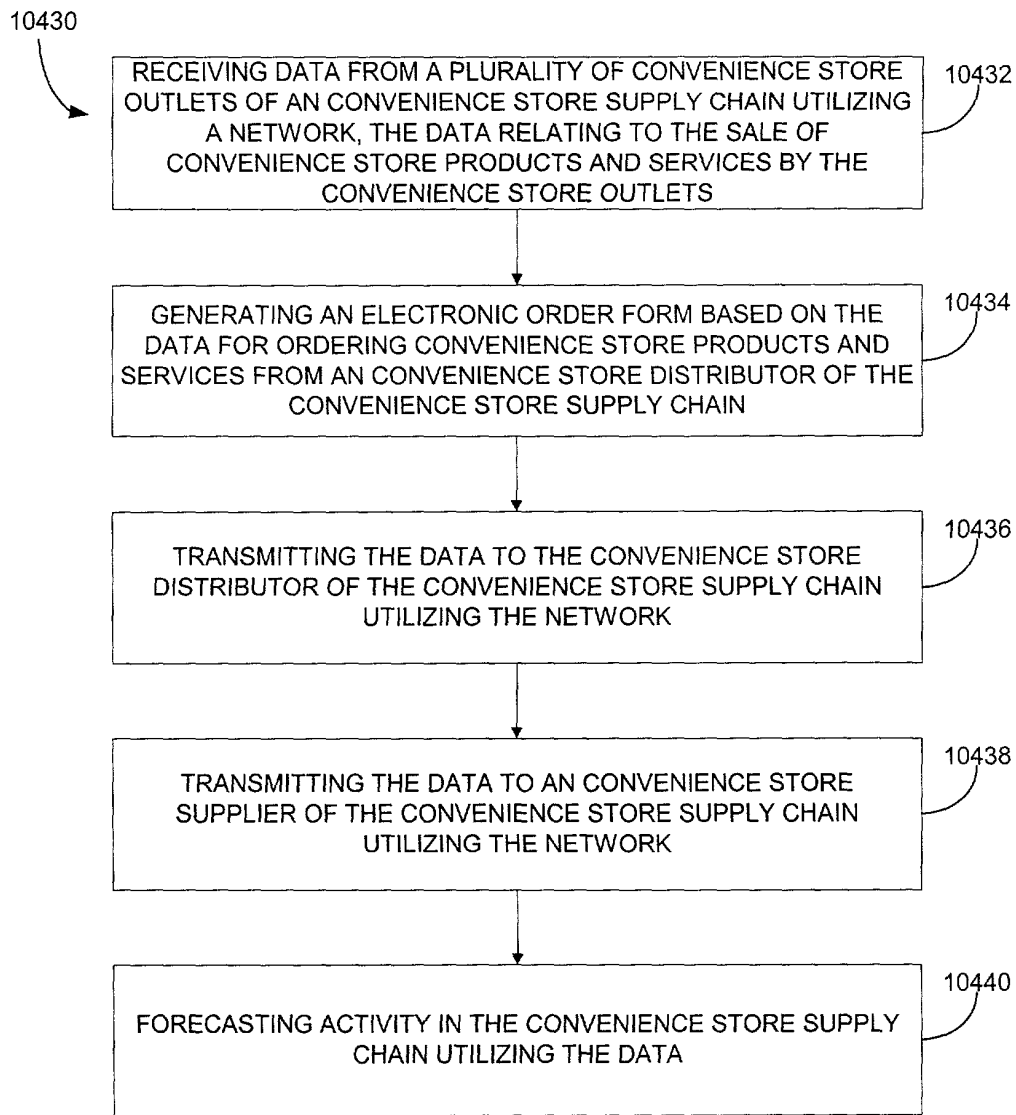 10430
RECEIVING DATA FROM A PLURALITY OF CONVENIENCE STORE
OUTLETS OF AN CONVENIENCE STORE SUPPLY CHAIN UTILIZING
A NETWORK, THE DATA RELATING TO THE SALE OF
CONVENIENCE STORE PRODUCTS AND SERVICES BY THE
CONVENIENCE STORE OUTLETS
10432
GENERATING AN ELECTRONIC ORDER FORM BASED ON THE
DATA FOR ORDERING CONVENIENCE STORE PRODUCTS AND
SERVICES FROM AN CONVENIENCE STORE DISTRIBUTOR OF THE
CONVENIENCE STORE SUPPLY CHAIN
10434
TRANSMITTING THE DATA TO THE CONVENIENCE STORE
DISTRIBUTOR OF THE CONVENIENCE STORE SUPPLY CHAIN
UTILIZING THE NETWORK
10436
TRANSMITTING THE DATA TO AN CONVENIENCE STORE
SUPPLIER OF THE CONVENIENCE STORE SUPPLY CHAIN
UTILIZING THE NETWORK
10438
FORECASTING ACTIVITY IN THE CONVENIENCE STORE SUPPLY
CHAIN UTILIZING THE DATA
10440